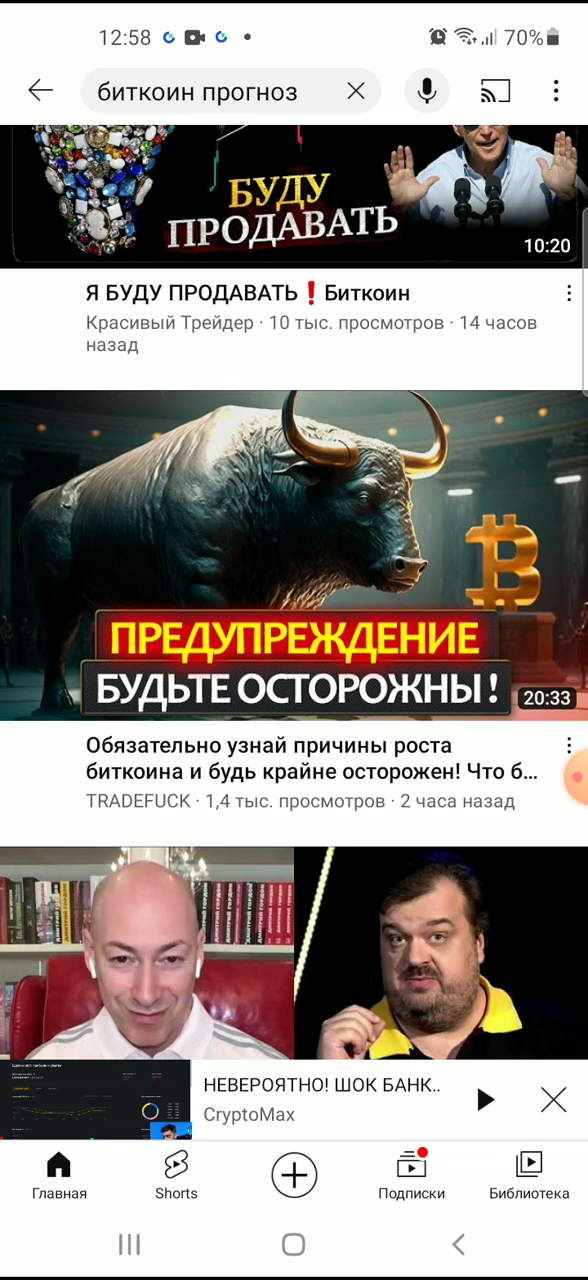 12:58
70%
биткоин прогноз
БУДУ
ПРОДАВАТЬ
10:20
Я БУДУ ПРОДАВАТЬ❗Биткоин
Красивый Трейдер · 10 тыс. просмотров · 14 часов
назад
ПРЕДУПРЕЖДЕНИЕ
БУДЬТЕ ОСТОРОЖНЫ!
20:33
Обязательно узнай причины роста
биткоина и будь крайне осторожен! Что б...
TRADEFUCK · 1,4 тыс. просмотров · 2 часа назад
НЕВЕРОЯТНО! ШОК БАНК..
CryptoMax
Главная
Shorts
Подписки
Библиотека